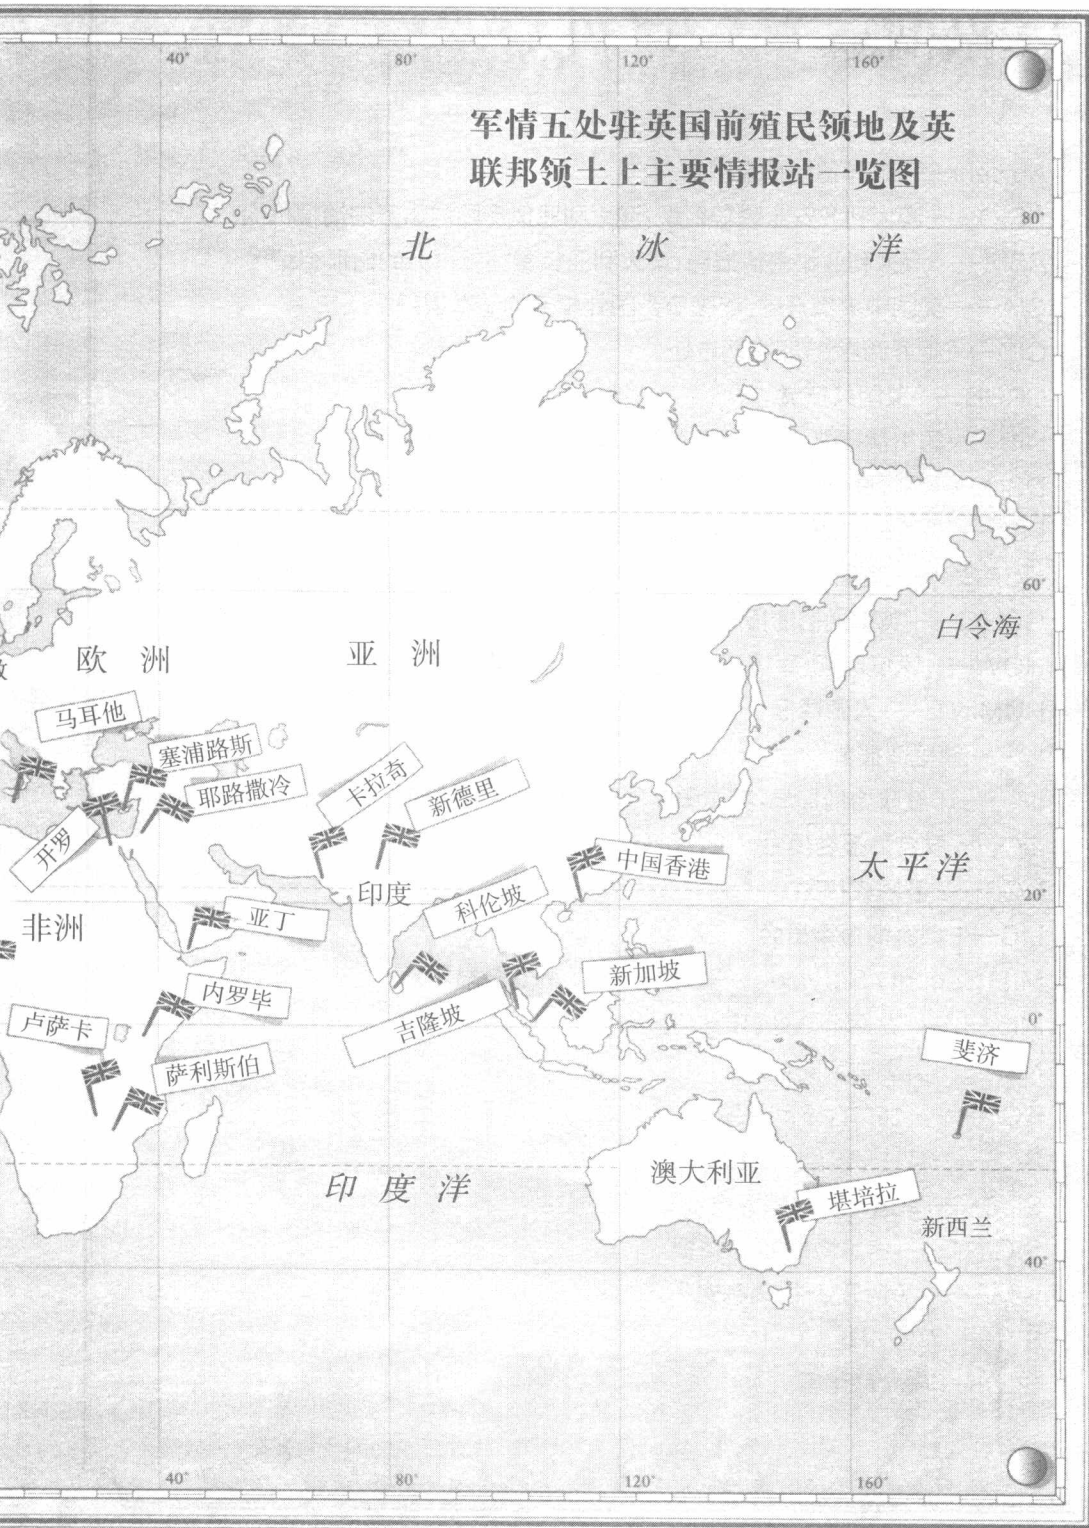 40° 80° 120° 160°
军情五处驻英国前殖民领地及英
联邦领土上主要情报站一览图
80°
北 冰 洋
60°
白令海
欧 洲 亚 洲
马耳他
塞浦路斯
耶路撒冷
卡拉奇
新德里
开罗
中国香港
太平洋
印度
20°
科伦坡
非洲
亚丁
新加坡
内罗毕
吉隆坡
卢萨卡
0°
斐济
萨利斯伯
澳大利亚
印 度 洋
堪培拉
新西兰
40°
40° 80° 120° 160°